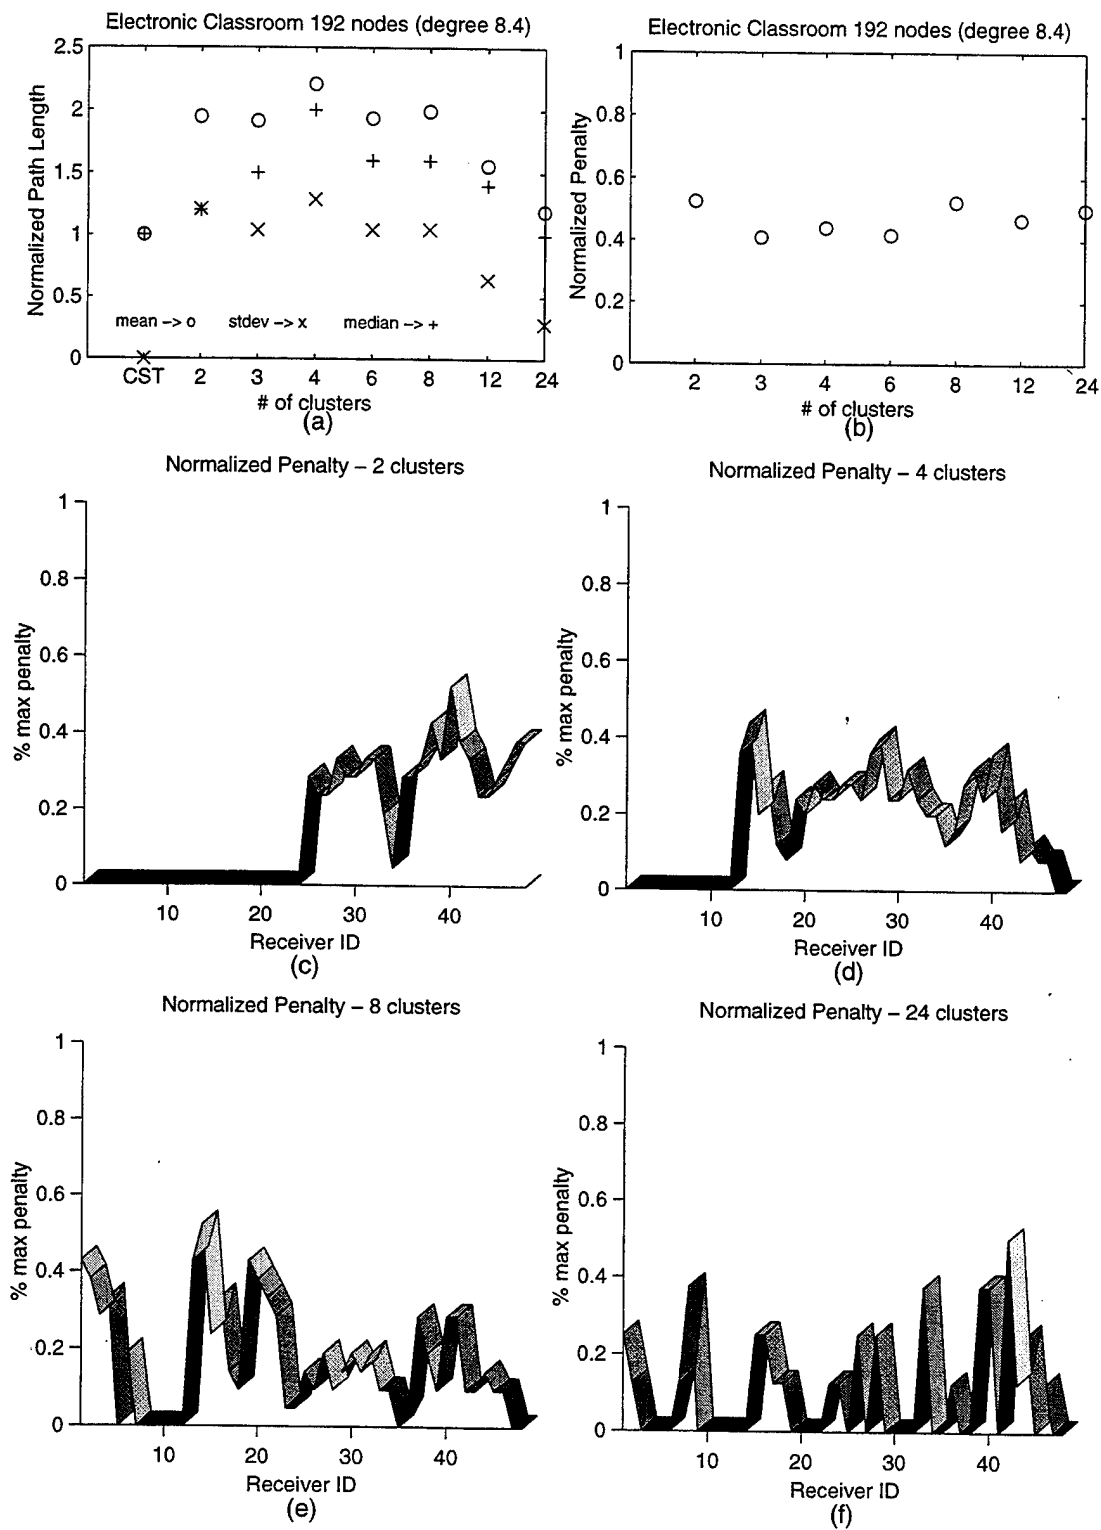 Electronic Classroom 192 nodes (degree 8.4)
Normalized Path Length
2.5
2
1.5
1
0.5
0
mean -> o stdev -> x median -> +
CST 2 3 4 6 8 12 24
# of clusters
(a)
Electronic Classroom 192 nodes (degree 8.4)
Normalized Penalty
1
0.8
0.6
0.4
0.2
0
2 3 4 6 8 12 24
# of clusters
(b)
Normalized Penalty – 2 clusters
% max penalty
1
0.8
0.6
0.4
0.2
0
10 20 30 40
Receiver ID
(c)
Normalized Penalty – 4 clusters
% max penalty
1
0.8
0.6
0.4
0.2
0
10 20 30 40
Receiver ID
(d)
Normalized Penalty – 8 clusters
% max penalty
1
0.8
0.6
0.4
0.2
0
10 20 30 40
Receiver ID
(e)
Normalized Penalty – 24 clusters
% max penalty
1
0.8
0.6
0.4
0.2
0
10 20 30 40
Receiver ID
(f)